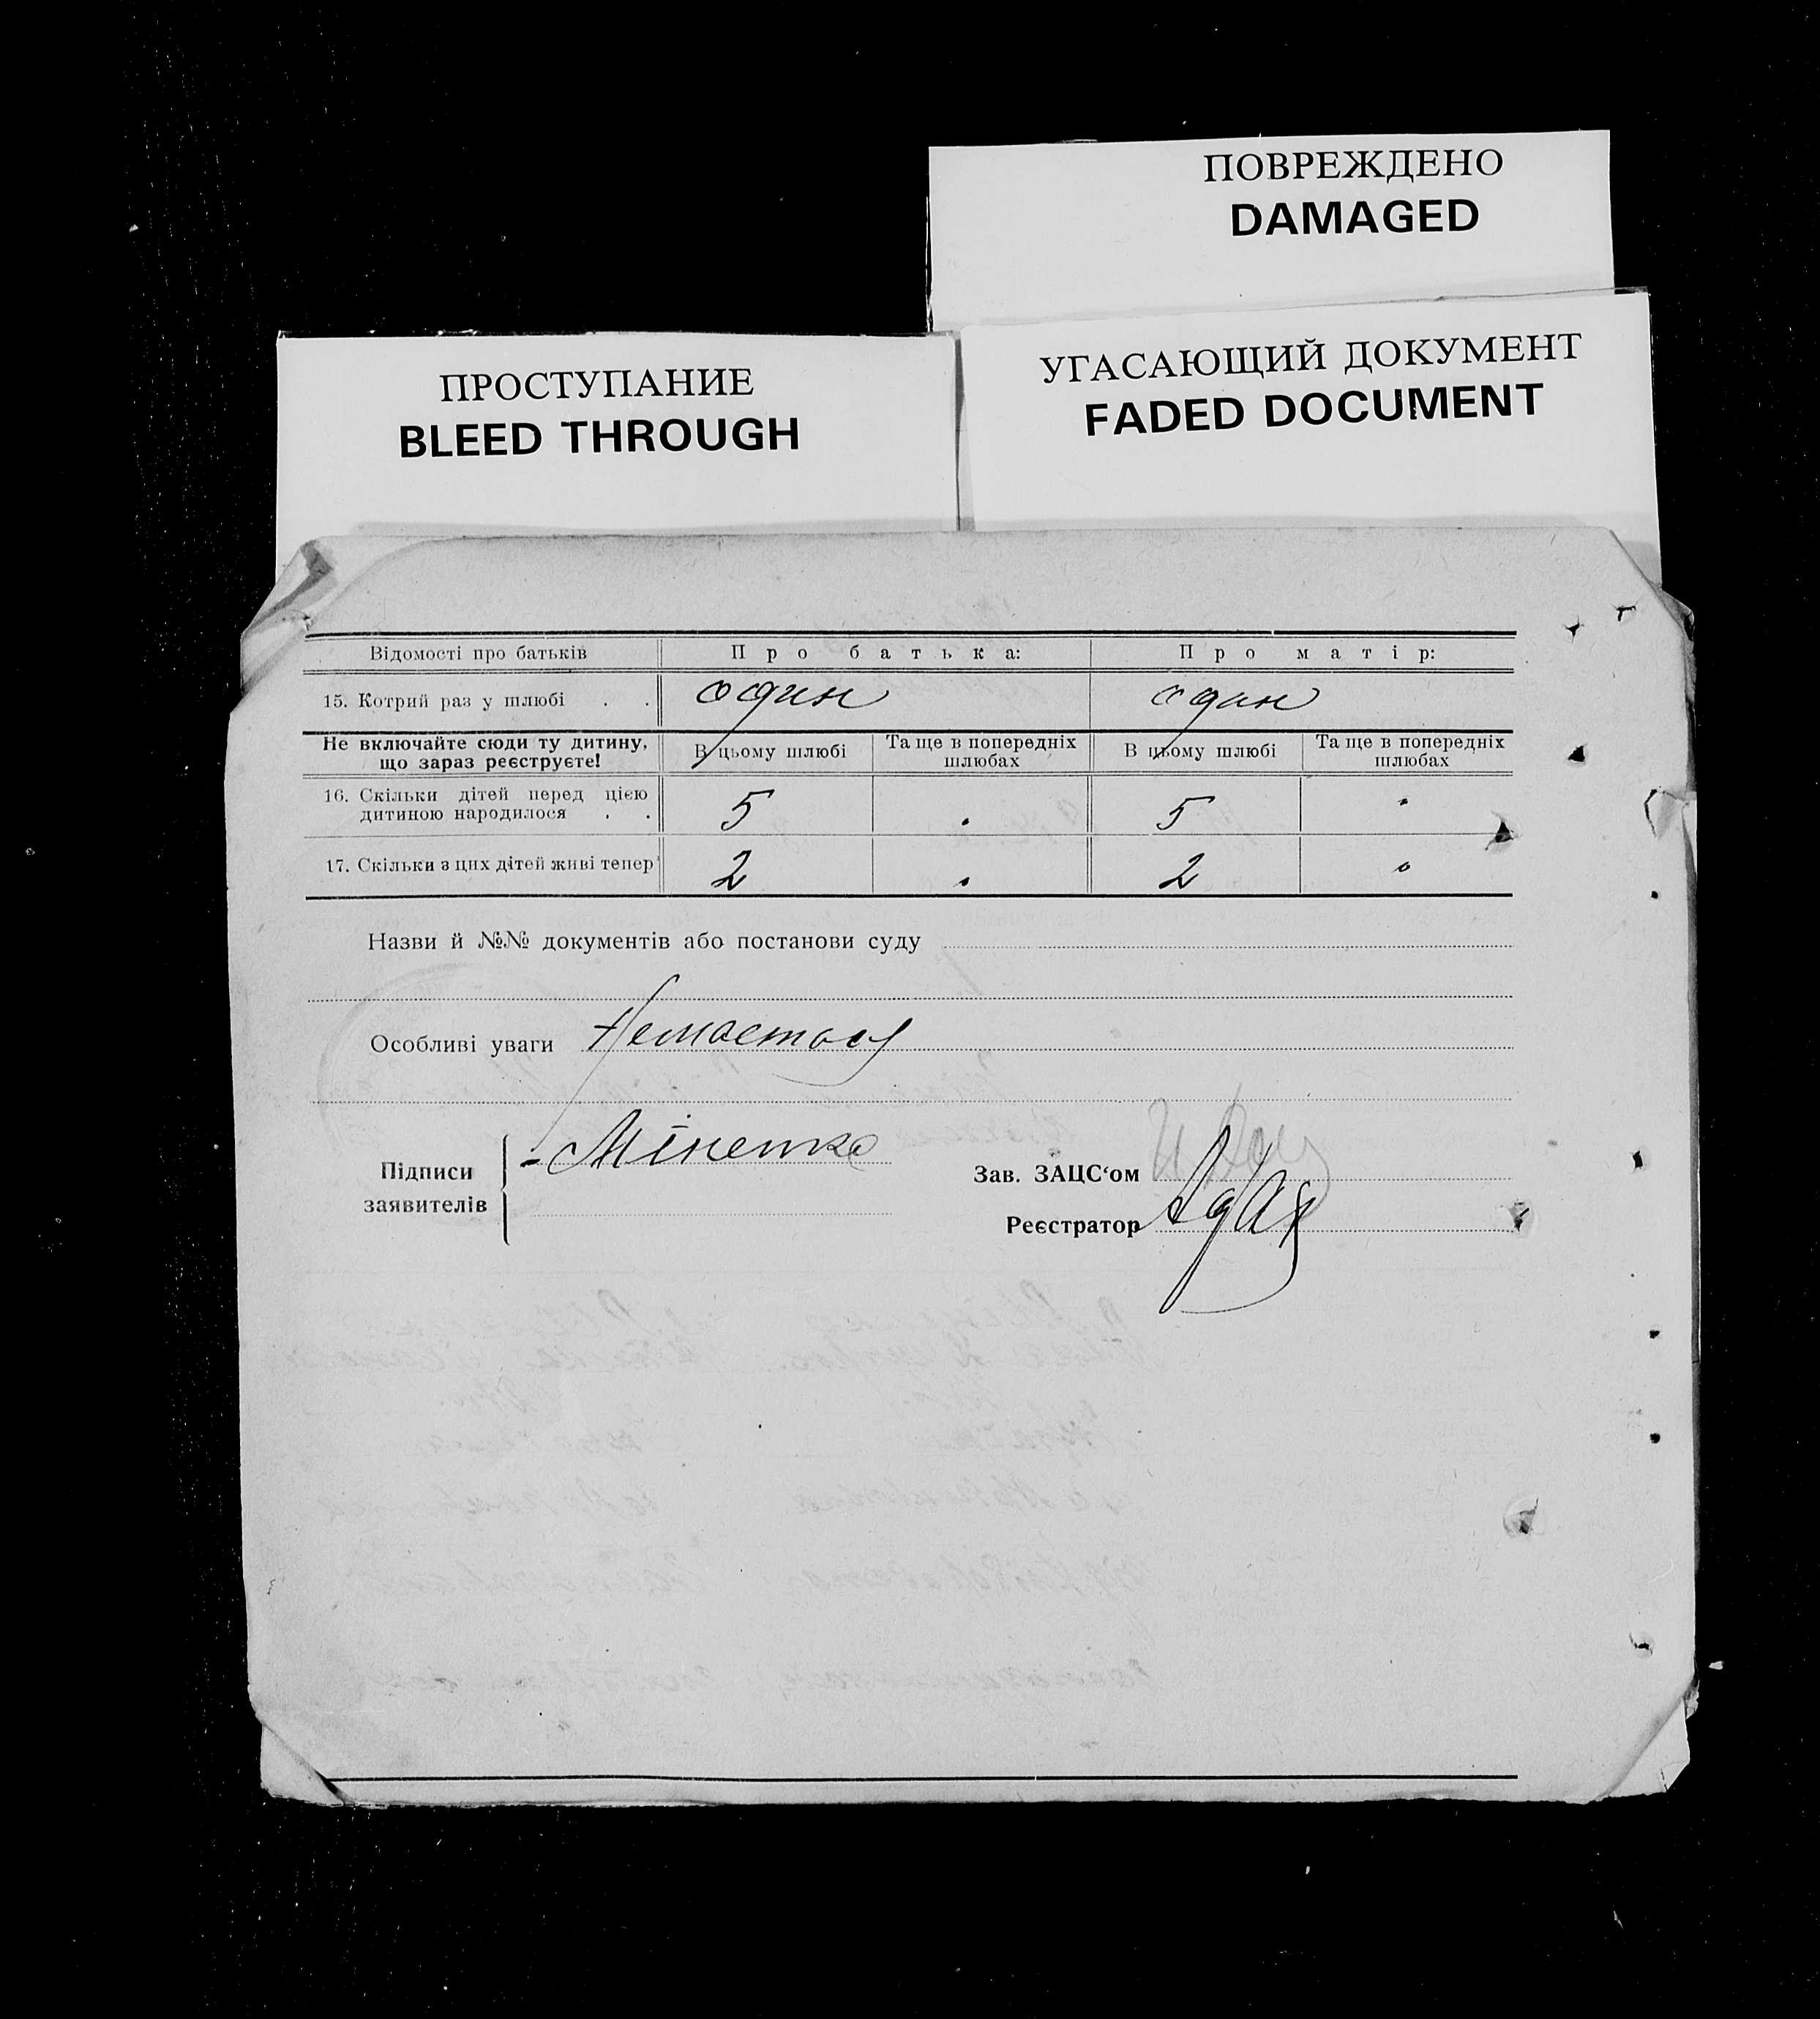 ПОВРЕЖДЕНО
DAMAGED
ПРОСТУПАНИЕ
BLEED THROUGH
УГАСАЮЩИЙ ДОКУМЕНТ
FADED DOCUMENT
Відомості про батьків Про батька: Про матір:
15. Котрий раз у шлюбі . . один один
Не включайте сюди ту дитину, що зараз реєструєте! В цьому шлюбі Та ще в попередніх шлюбах В цьому шлюбі Та ще в попередніх шлюбах
16. Скільки дітей перед цією дитиною народилося . . 5 5
17. Скільки з цих дітей живі тепер 2 2
Назви й №№ документів або постанови суду
Особливі уваги
Підписи заявителів
Зав. ЗАЦС‘ом
Реєстратор